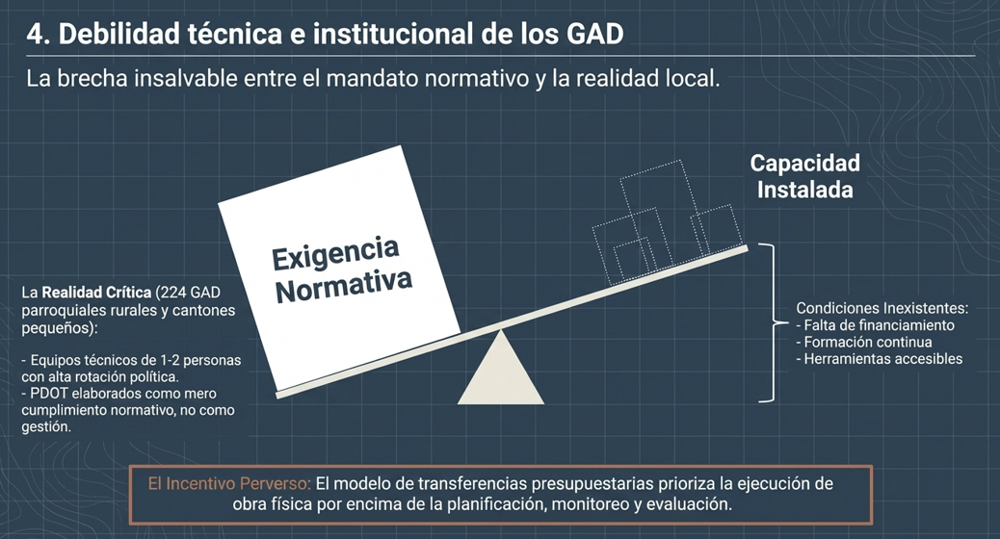 4. Debilidad técnica e institucional de los GAD
La brecha insalvable entre el mandato normativo y la realidad local.
Exigencia
Normativa
Capacidad
Instalada
La Realidad Crítica (224 GAD
parroquiales rurales y cantones
pequeños):
- Equipos técnicos de 1-2 personas
con alta rotación política.
- PDOT elaborados como mero
cumplimiento normativo, no como
gestión.
Condiciones Inexistentes:
- Falta de financiamiento
- Formación continua
- Herramientas accesibles
El Incentivo Perverso: El modelo de transferencias presupuestarias prioriza la ejecución de
obra física por encima de la planificación, monitoreo y evaluación.